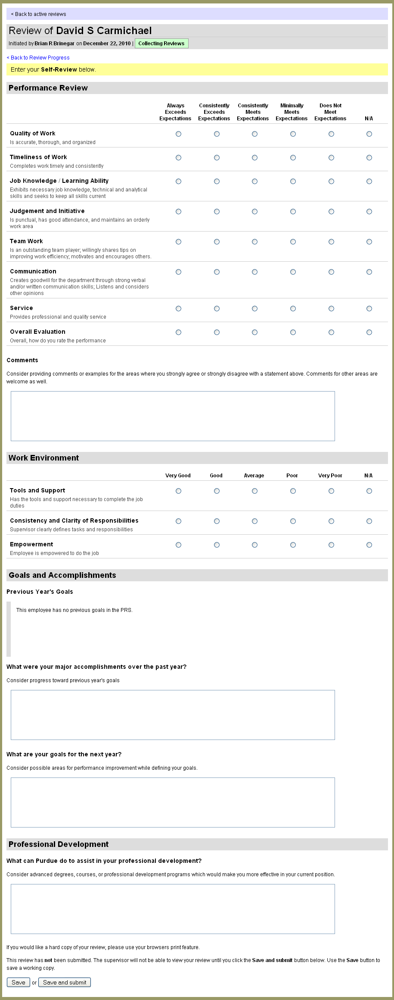 < Back to active reviews
Review of David S Carmichael
Initiated by Brian R Brinegar on December 22, 2010 | Collecting Reviews
< Back to Review Progress
Enter your Self-Review below.
Performance Review
Always Exceeds Expectations Consistently Exceeds Expectations Consistently Meets Expectations Minimally Meets Expectations Does Not Meet Expectations N/A
Quality of Work
Is accurate, thorough, and organized
Timeliness of Work
Completes work timely and consistently
Job Knowledge / Learning Ability
Exhibits necessary job knowledge, technical and analytical
skills and seeks to keep all skills current
Judgement and Initiative
Is punctual, has good attendance, and maintains an orderly
work area
Team Work
Is an outstanding team player; willingly shares tips on
improving work efficiency; motivates and encourages others.
Communication
Creates goodwill for the department through strong verbal
and/or written communication skills; Listens and considers
other opinions
Service
Provides professional and quality service
Overall Evaluation
Overall, how do you rate the performance
Comments
Consider providing comments or examples for the areas where you strongly agree or strongly disagree with a statement above. Comments for other areas are
welcome as well.
Work Environment
Very Good Good Average Poor Very Poor N/A
Tools and Support
Has the tools and support necessary to complete the job
duties
Consistency and Clarity of Responsibilities
Supervisor clearly defines tasks and responsibilities
Empowerment
Employee is empowered to do the job
Goals and Accomplishments
Previous Year's Goals
This employee has no previous goals in the PRS.
What were your major accomplishments over the past year?
Consider progress toward previous year's goals
What are your goals for the next year?
Consider possible areas for performance improvement while defining your goals.
Professional Development
What can Purdue do to assist in your professional development?
Consider advanced degrees, courses, or professional development programs which would make you more effective in your current position.
If you would like a hard copy of your review, please use your browsers print feature.
This review has not been submitted. The supervisor will not be able to view your review until you click the Save and submit button below. Use the Save button to
save a working copy.
Save or Save and submit